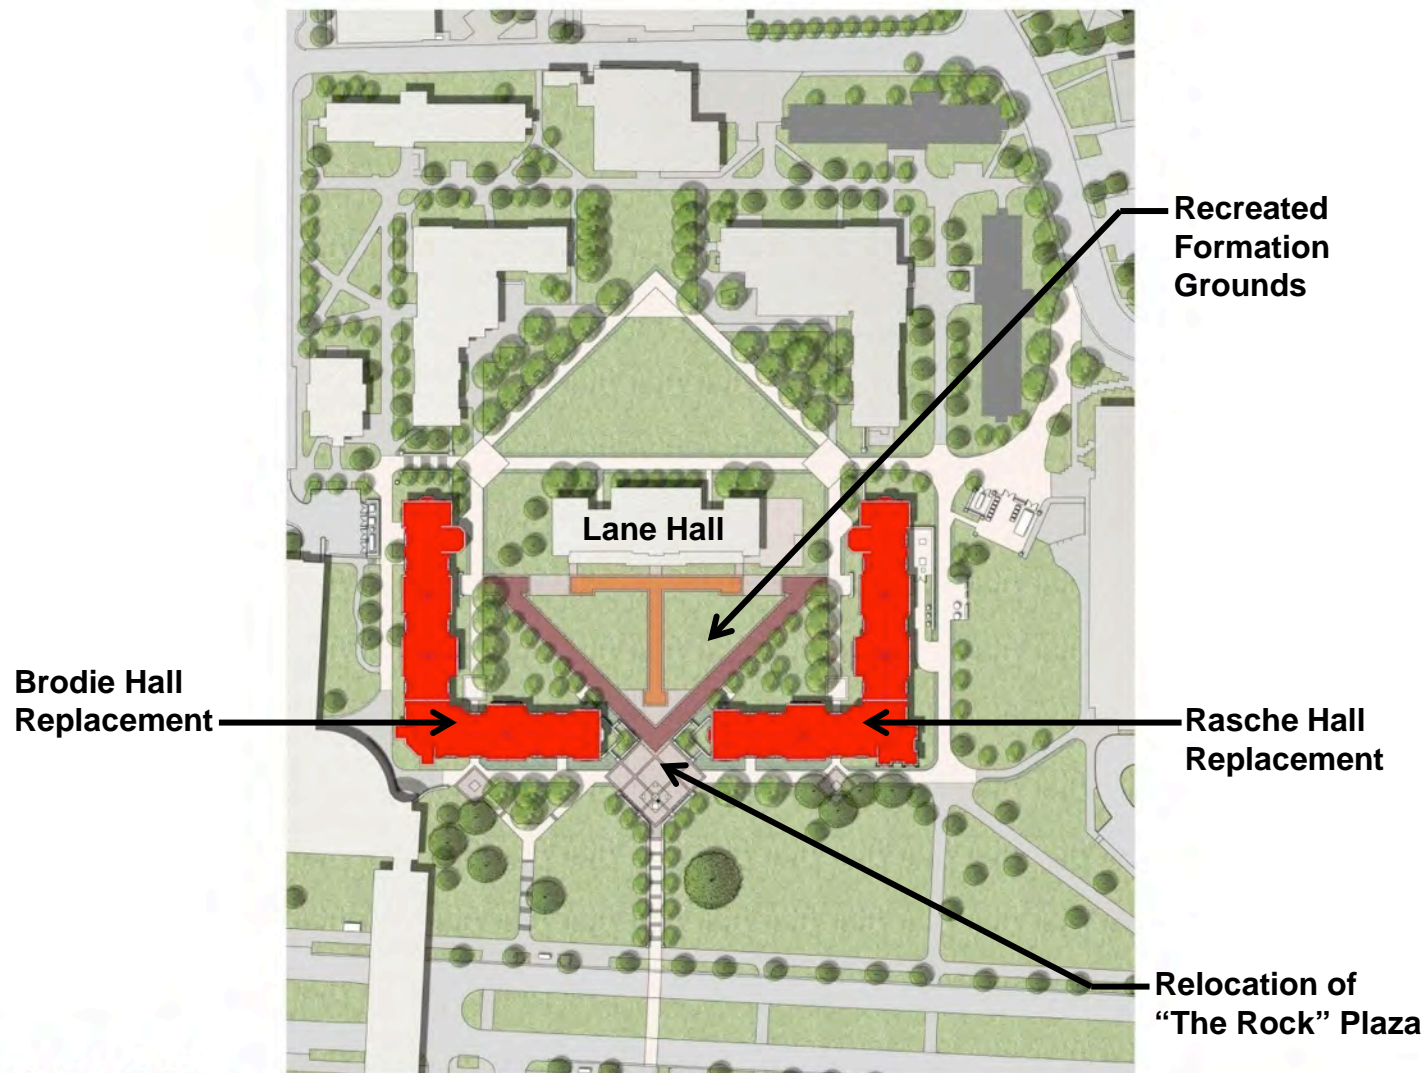 Recreated
Formation
Grounds
Lane Hall
Brodie Hall
Replacement
Rasche Hall
Replacement
Relocation of
“The Rock” Plaza